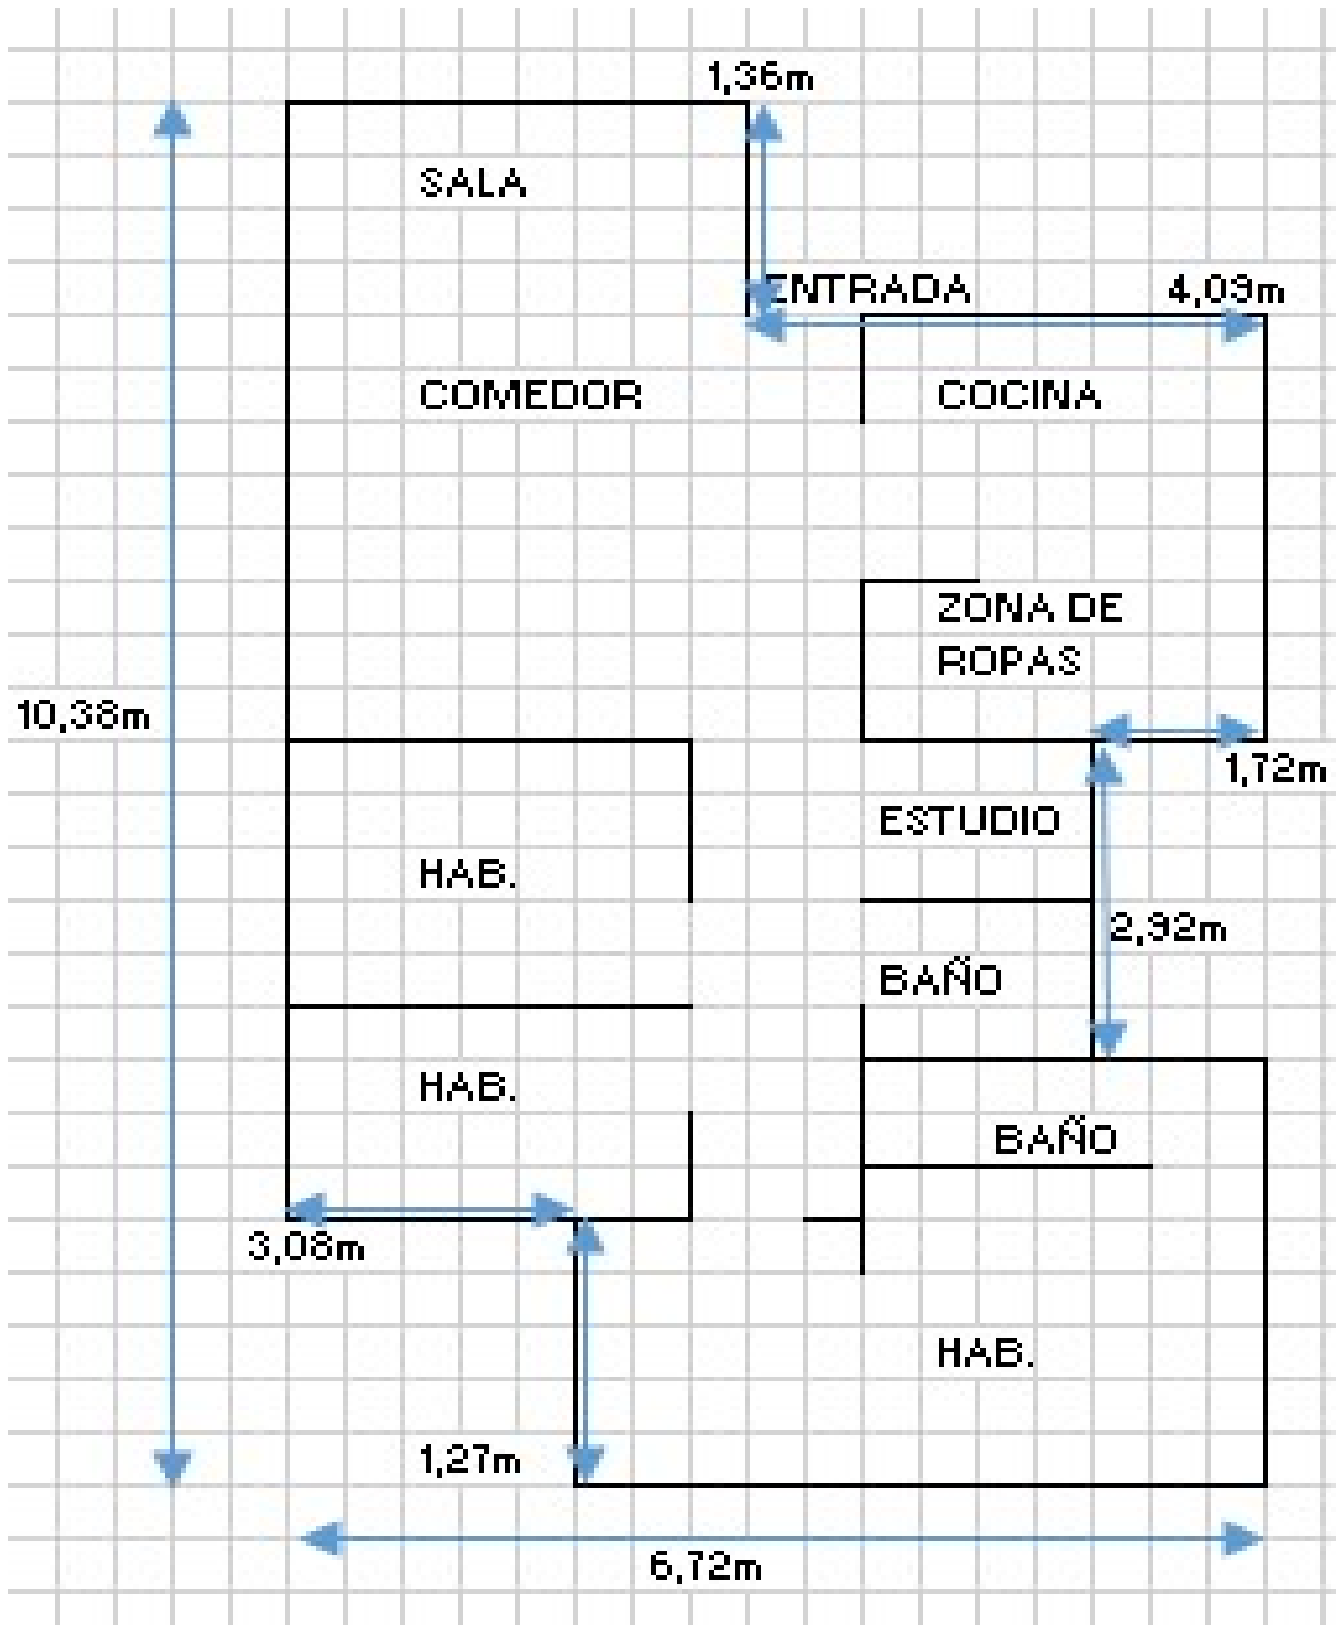 1,36m
SALA
ENTRADA
4,09m
COMEDOR
COCINA
ZONA DE
ROPAS
10,38m
1,72m
ESTUDIO
HAB.
2,92m
BAÑO
HAB.
BAÑO
3,08m
HAB.
1,27m
6,72m